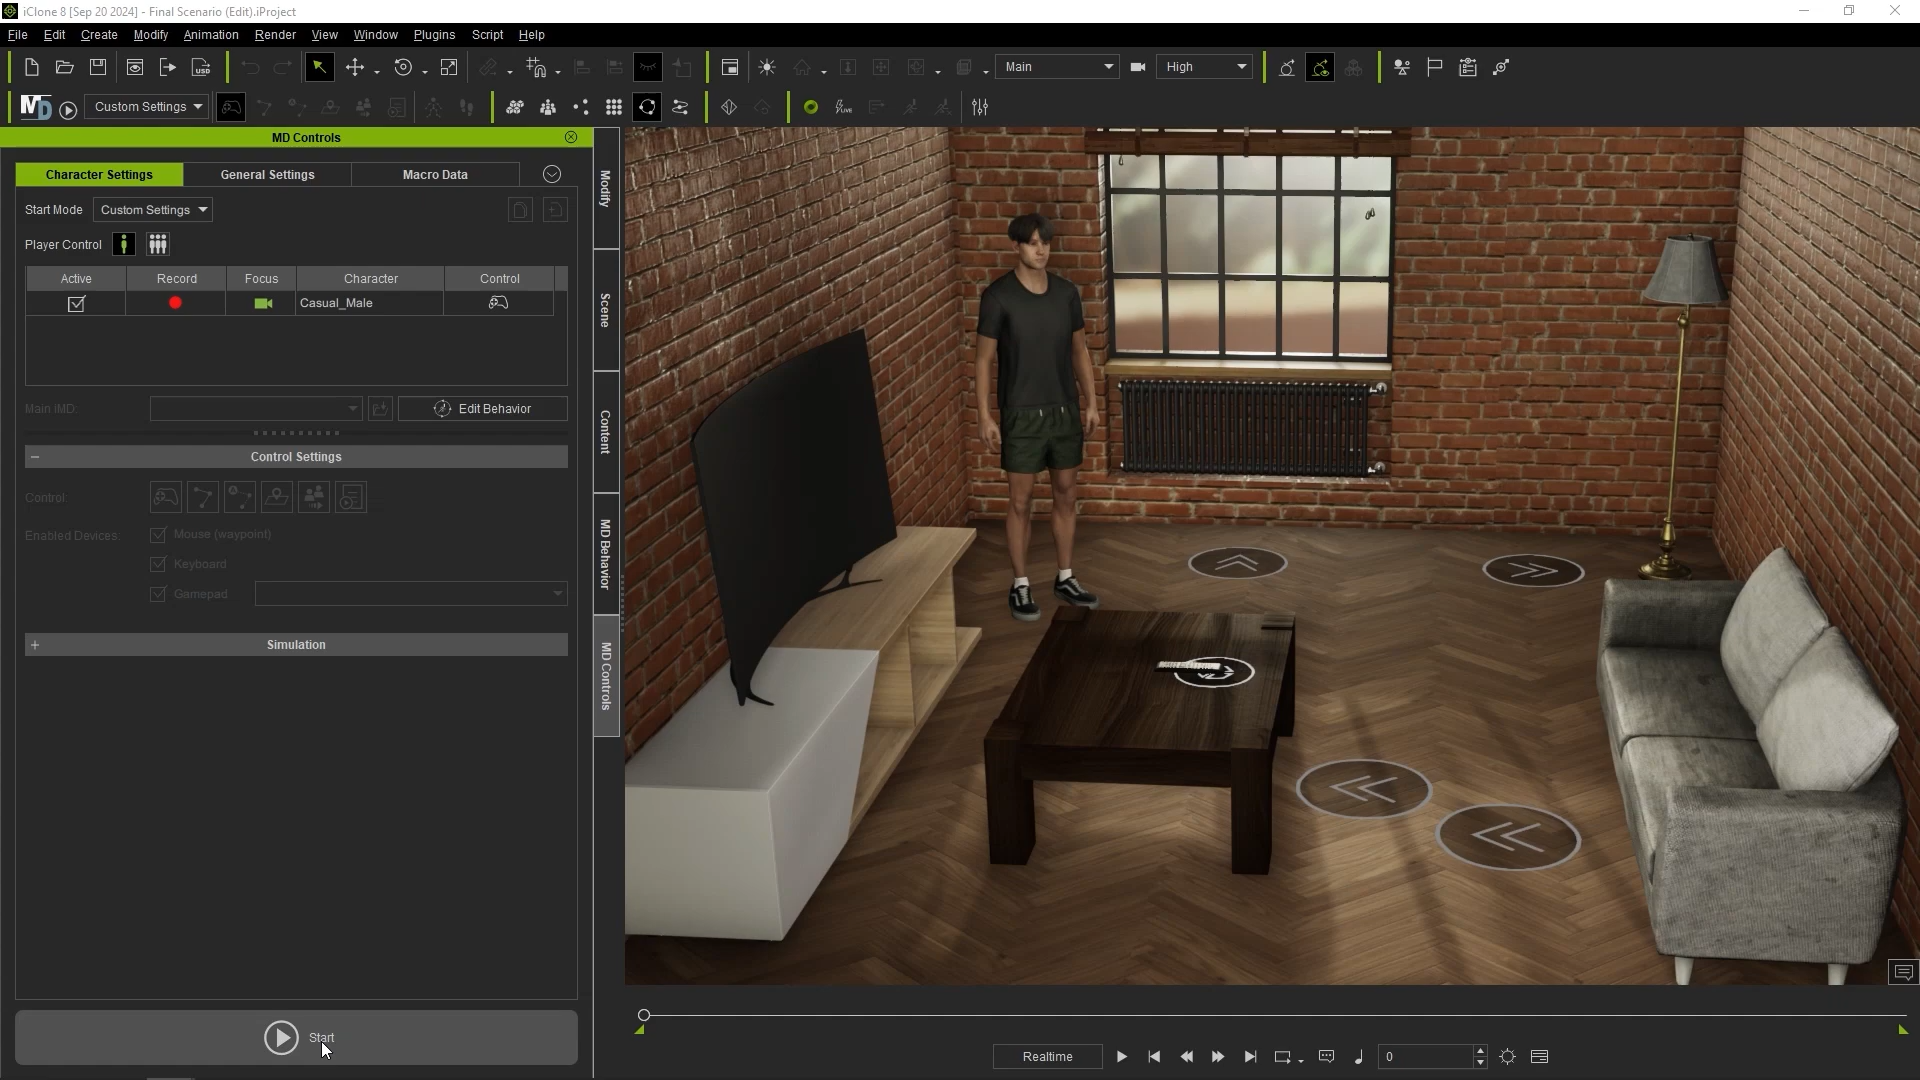 iClone 8 [Sep 20 2024] - Final Scenario (Edit).iProject
File Edit Create Modify Animation Render Window View Plugins Script Help
Main High
MD Custom Settings LIVE
MD Controls
Character Settings General Settings Macro Data
Start Mode Custom Settings
Player Control
Active Record Focus Character Control
Casual_Male
Main iMD: Edit Behavior
Control Settings
Control:
Enabled Devices: Mouse (waypoint)
Keyboard
Gamepad
Simulation
Start
Modify
Scene
Content
MD Behavior
MD Controls
Realtime 0